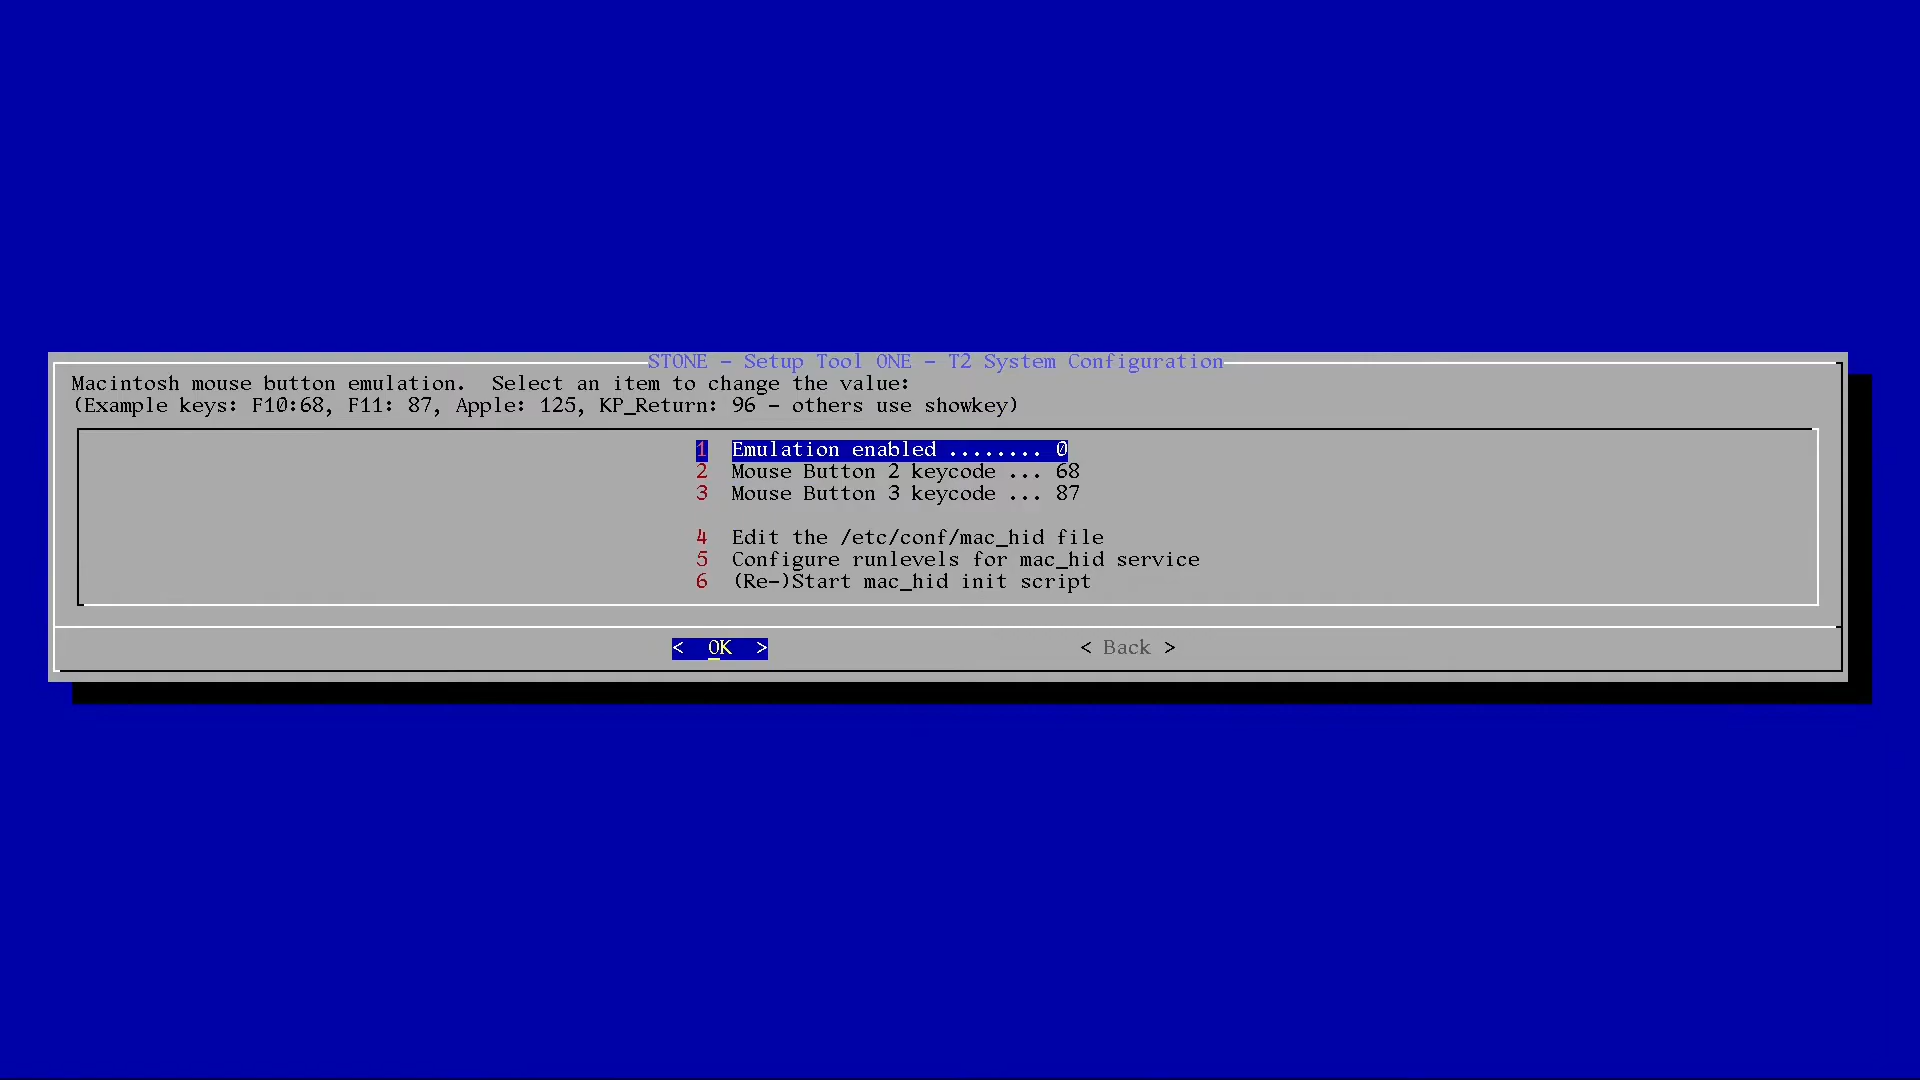 STONE - Setup Tool ONE - T2 System Configuration
Macintosh mouse button emulation.  Select an item to change the value:
(Example keys: F10:68, F11: 87, Apple: 125, KP_Return: 96 - others use showkey)
1  Emulation enabled ........ 0
2  Mouse Button 2 keycode ... 68
3  Mouse Button 3 keycode ... 87
4  Edit the /etc/conf/mac_hid file
5  Configure runlevels for mac_hid service
6  (Re-)Start mac_hid init script
<  OK  > < Back >